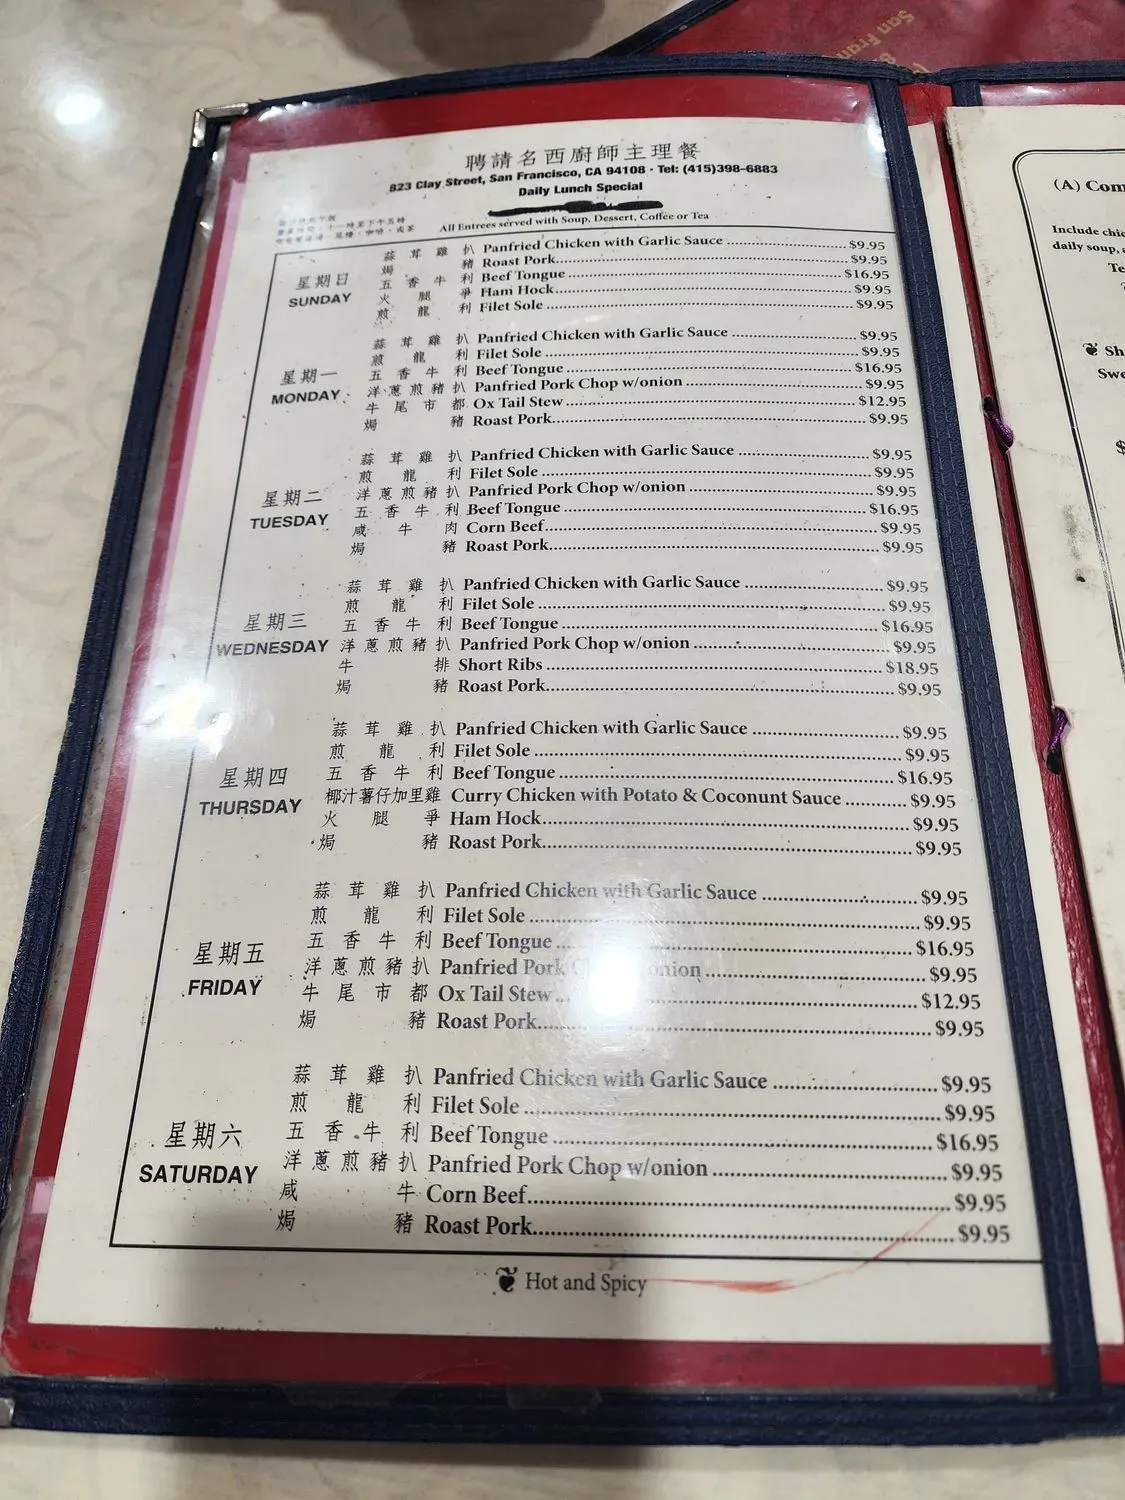 San Fran
聘請名西廚師主理餐
823 Clay Street, San Francisco, CA 94108 · Tel: (415)398-6883
Daily Lunch Special
All Entrees served with Soup, Dessert, Coffee or Tea
星期日
SUNDAY
蒜茸雞扒 Panfried Chicken with Garlic Sauce $9.95
焗豬 Roast Pork $9.95
五香牛利 Beef Tongue $16.95
火腿爭 Ham Hock $9.95
煎龍利 Filet Sole $9.95
星期一
MONDAY
蒜茸雞扒 Panfried Chicken with Garlic Sauce $9.95
煎龍利 Filet Sole $9.95
五香牛利 Beef Tongue $16.95
洋蔥煎豬扒 Panfried Pork Chop w/onion $9.95
牛尾市都 Ox Tail Stew $12.95
焗豬 Roast Pork $9.95
星期二
TUESDAY
蒜茸雞扒 Panfried Chicken with Garlic Sauce $9.95
煎龍利 Filet Sole $9.95
洋蔥煎豬扒 Panfried Pork Chop w/onion $9.95
五香牛利 Beef Tongue $16.95
咸牛肉 Corn Beef $9.95
焗豬 Roast Pork $9.95
星期三
WEDNESDAY
蒜茸雞扒 Panfried Chicken with Garlic Sauce $9.95
煎龍利 Filet Sole $9.95
五香牛利 Beef Tongue $16.95
洋蔥煎豬扒 Panfried Pork Chop w/onion $9.95
牛排 Short Ribs $18.95
焗豬 Roast Pork $9.95
星期四
THURSDAY
蒜茸雞扒 Panfried Chicken with Garlic Sauce $9.95
煎龍利 Filet Sole $9.95
五香牛利 Beef Tongue $16.95
椰汁薯仔加里雞 Curry Chicken with Potato & Coconunt Sauce $9.95
火腿爭 Ham Hock $9.95
焗豬 Roast Pork $9.95
星期五
FRIDAY
蒜茸雞扒 Panfried Chicken with Garlic Sauce $9.95
煎龍利 Filet Sole $9.95
五香牛利 Beef Tongue $16.95
洋蔥煎豬扒 Panfried Pork onion $9.95
牛尾市都 Ox Tail Stew $12.95
焗豬 Roast Pork $9.95
星期六
SATURDAY
蒜茸雞扒 Panfried Chicken with Garlic Sauce $9.95
煎龍利 Filet Sole $9.95
五香牛利 Beef Tongue $16.95
洋蔥煎豬扒 Panfried Pork Chop w/onion $9.95
咸牛 Corn Beef $9.95
焗豬 Roast Pork $9.95
Hot and Spicy
(A) Com
Include chic
daily soup,
Te
Sh
Swe